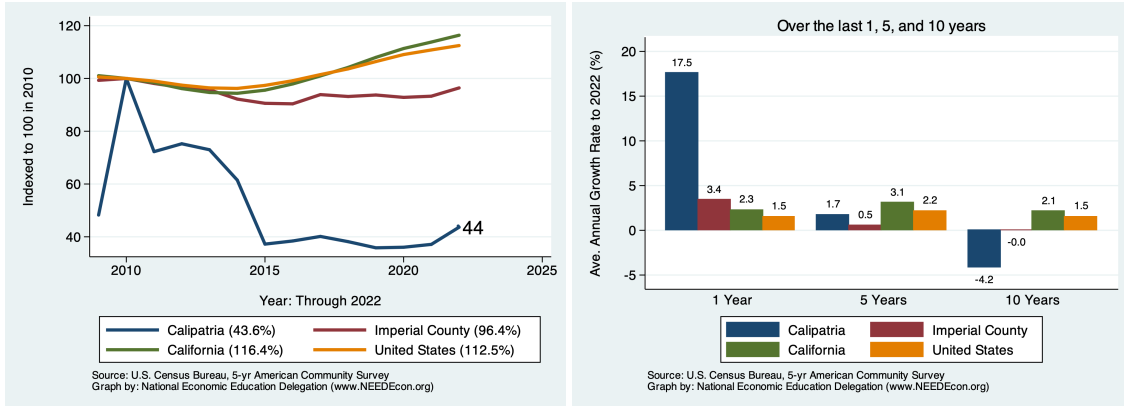 120
100
80
60
40
Indexed to 100 in 2010
44
2010
2015
2020
2025
Year: Through 2022
Calipatria (43.6%)
Imperial County (96.4%)
California (116.4%)
United States (112.5%)
Source: U.S. Census Bureau, 5-yr American Community Survey
Graph by: National Economic Education Delegation (www.NEEDEcon.org)
Over the last 1, 5, and 10 years
20
15
10
5
0
-5
Ave. Annual Growth Rate to 2022 (%)
17.5
3.4
2.3
1.5
1.7
0.5
3.1
2.2
-4.2
-0.0
2.1
1.5
1 Year
5 Years
10 Years
Calipatria
Imperial County
California
United States
Source: U.S. Census Bureau, 5-yr American Community Survey
Graph by: National Economic Education Delegation (www.NEEDEcon.org)